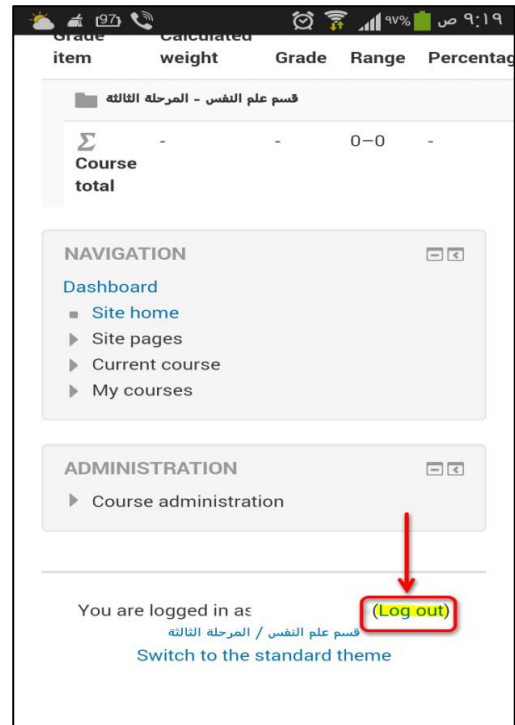 (97) ٩٧% ٩:١٩ ص
Grade Calculated
item weight Grade Range Percentag
قسم علم النفس - المرحلة الثالثة
Σ - - 0–0 -
Course
total
NAVIGATION
Dashboard
Site home
Site pages
Current course
My courses
ADMINISTRATION
Course administration
You are logged in as (Log out)
قسم علم النفس / المرحلة الثالثة
Switch to the standard theme